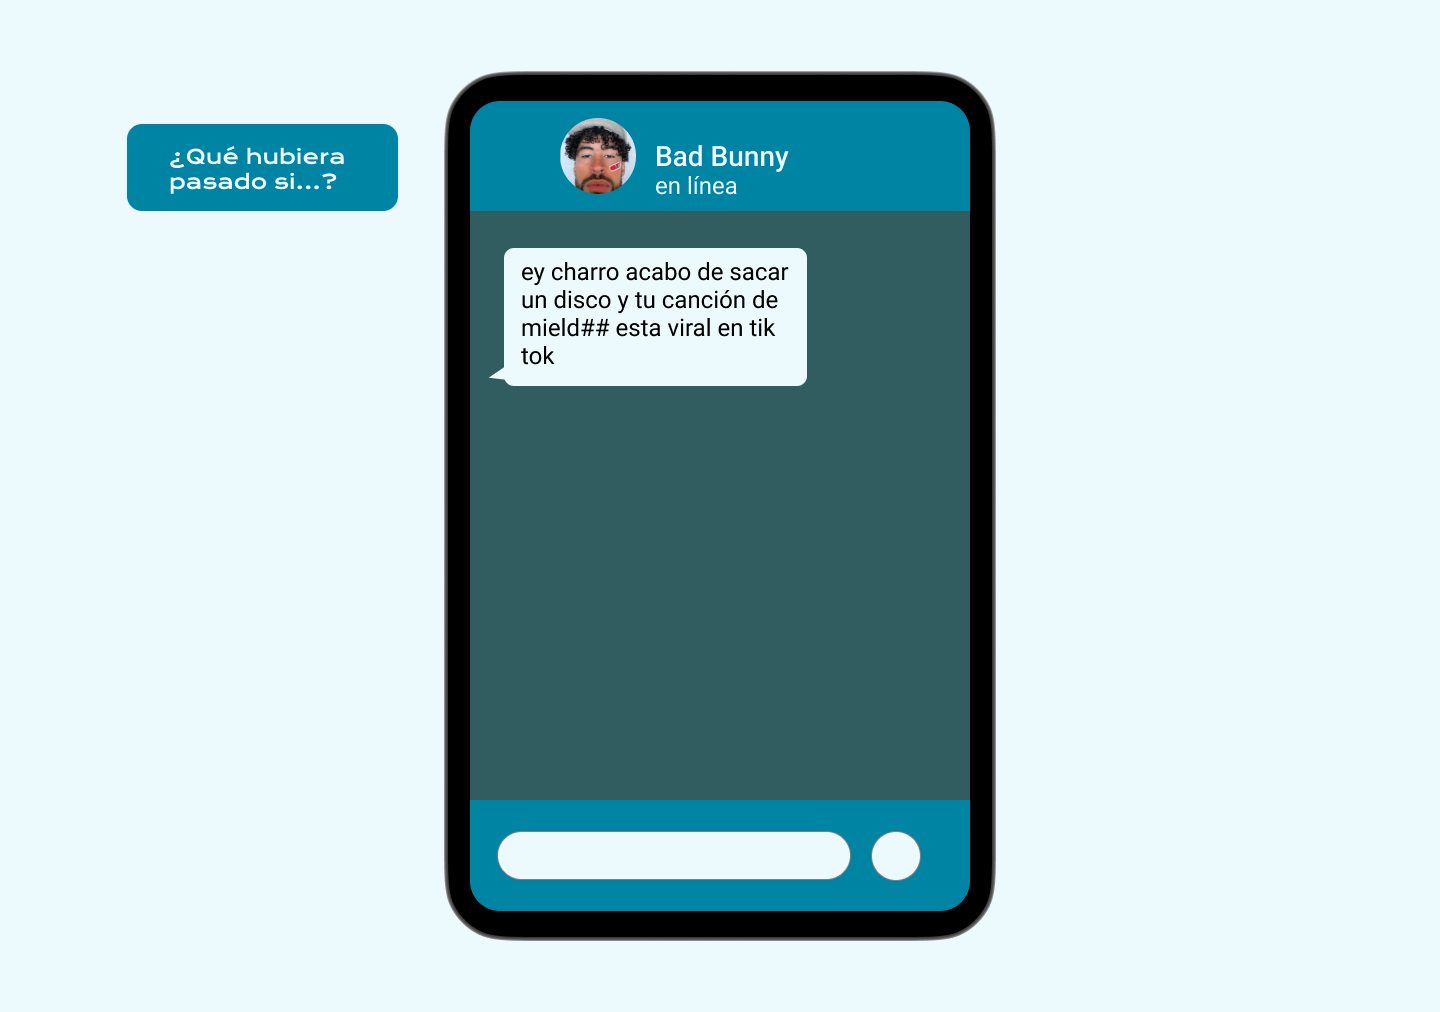 ¿Qué hubiera
pasado si...?
Bad Bunny
en línea
ey charro acabo de sacar
un disco y tu canción de
mield## esta viral en tik
tok